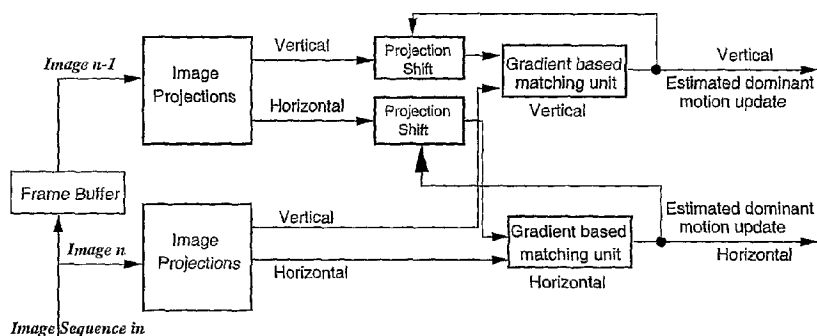 Image n-1
Image
Projections
Vertical
Projection
Shift
Gradient based
matching unit
Vertical
Vertical
Estimated dominant
motion update
Horizontal
Projection
Shift
Frame Buffer
Image n
Image
Projections
Vertical
Horizontal
Gradient based
matching unit
Horizontal
Estimated dominant
motion update
Horizontal
Image Sequence in